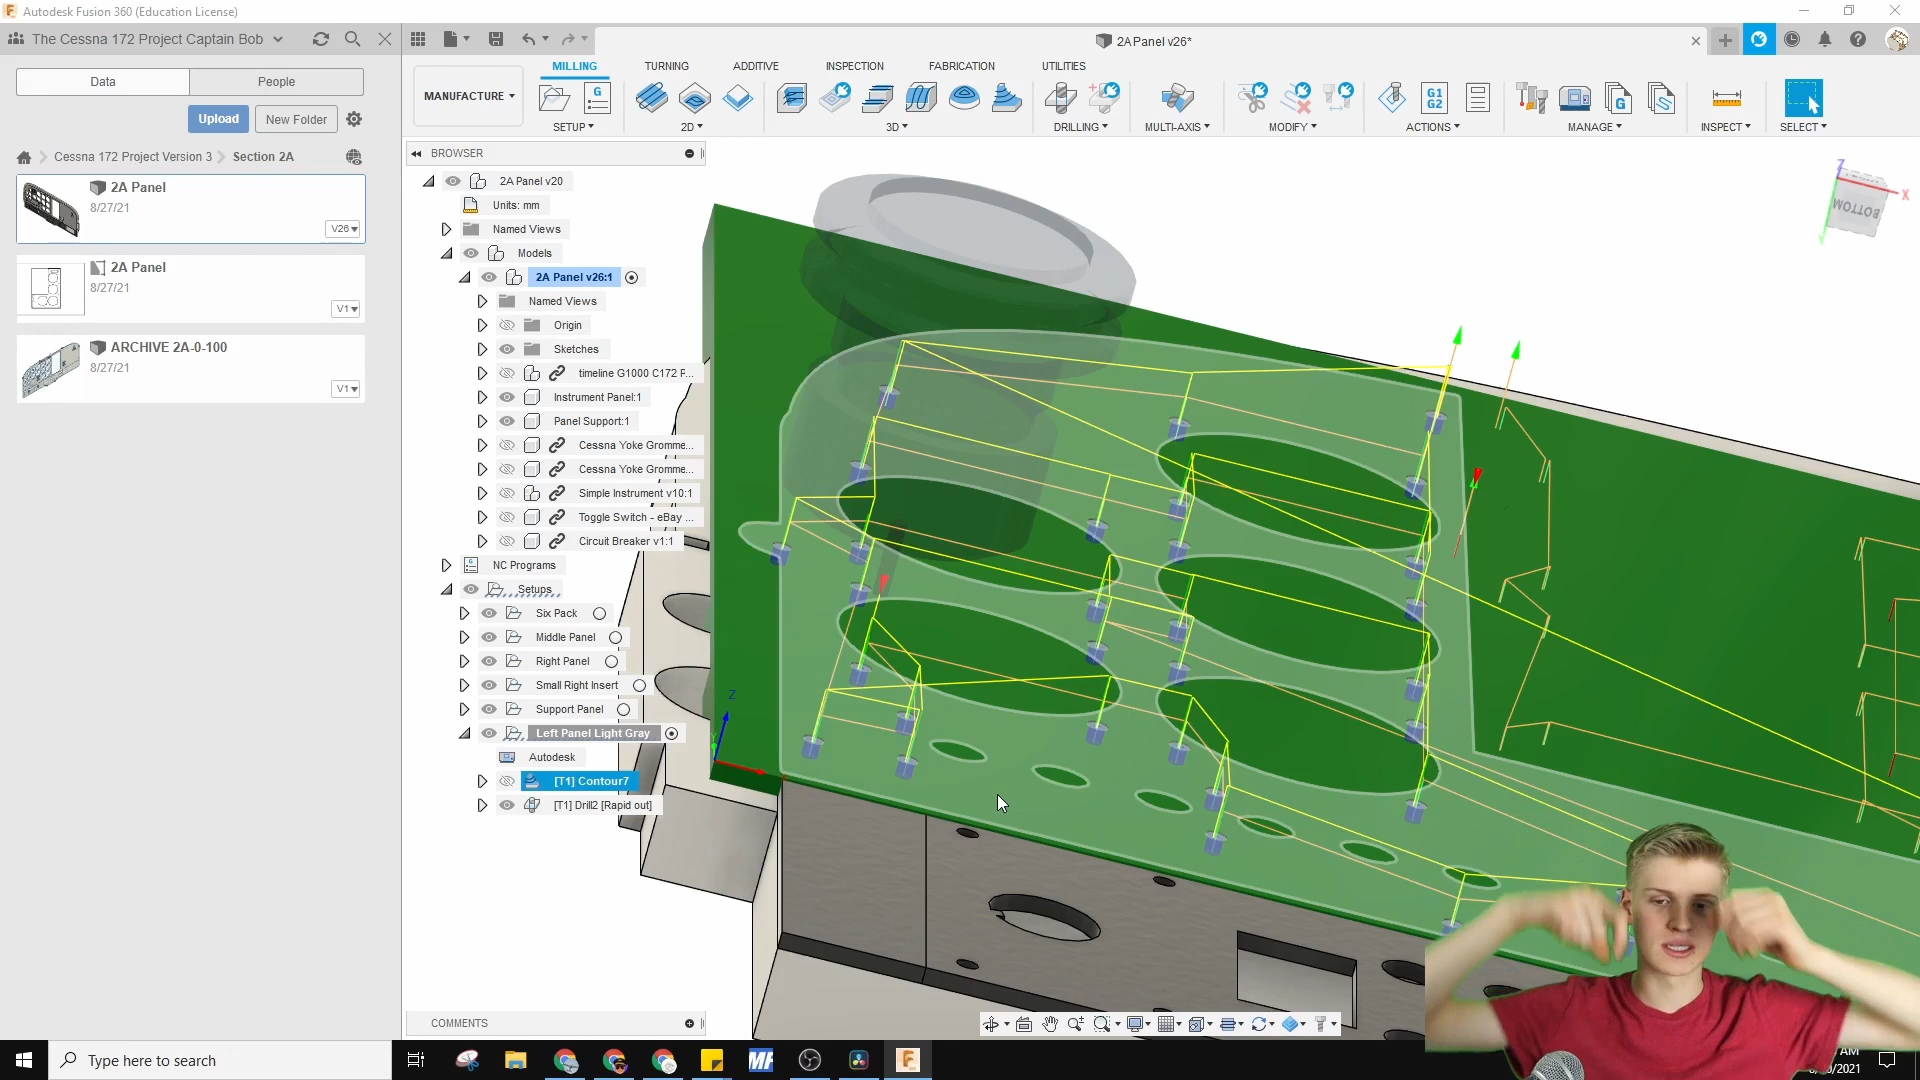 Autodesk Fusion 360 (Education License)
The Cessna 172 Project Captain Bob
2A Panel v26*
Data
People
Upload
New Folder
Cessna 172 Project Version 3
Section 2A
2A Panel
8/27/21
V26
2A Panel
8/27/21
V1
ARCHIVE 2A-0-100
8/27/21
V1
MILLING
TURNING
ADDITIVE
INSPECTION
FABRICATION
UTILITIES
MANUFACTURE
G1
G2
SETUP
2D
3D
DRILLING
MULTI-AXIS
MODIFY
ACTIONS
MANAGE
INSPECT
SELECT
BROWSER
2A Panel v20
Units: mm
Named Views
Models
2A Panel v26:1
Named Views
Origin
Sketches
timeline G1000 C172 P...
Instrument Panel:1
Panel Support:1
Cessna Yoke Gromme...
Cessna Yoke Gromme...
Simple Instrument v10:1
Toggle Switch - eBay ...
Circuit Breaker v1:1
NC Programs
Setups
Six Pack
Middle Panel
Right Panel
Small Right Insert
Support Panel
Left Panel Light Gray
Autodesk
[T1] Contour7
[T1] Drill2 [Rapid out]
Z
Z
X
Y
BOTTOM
COMMENTS
Type here to search
MF
AM